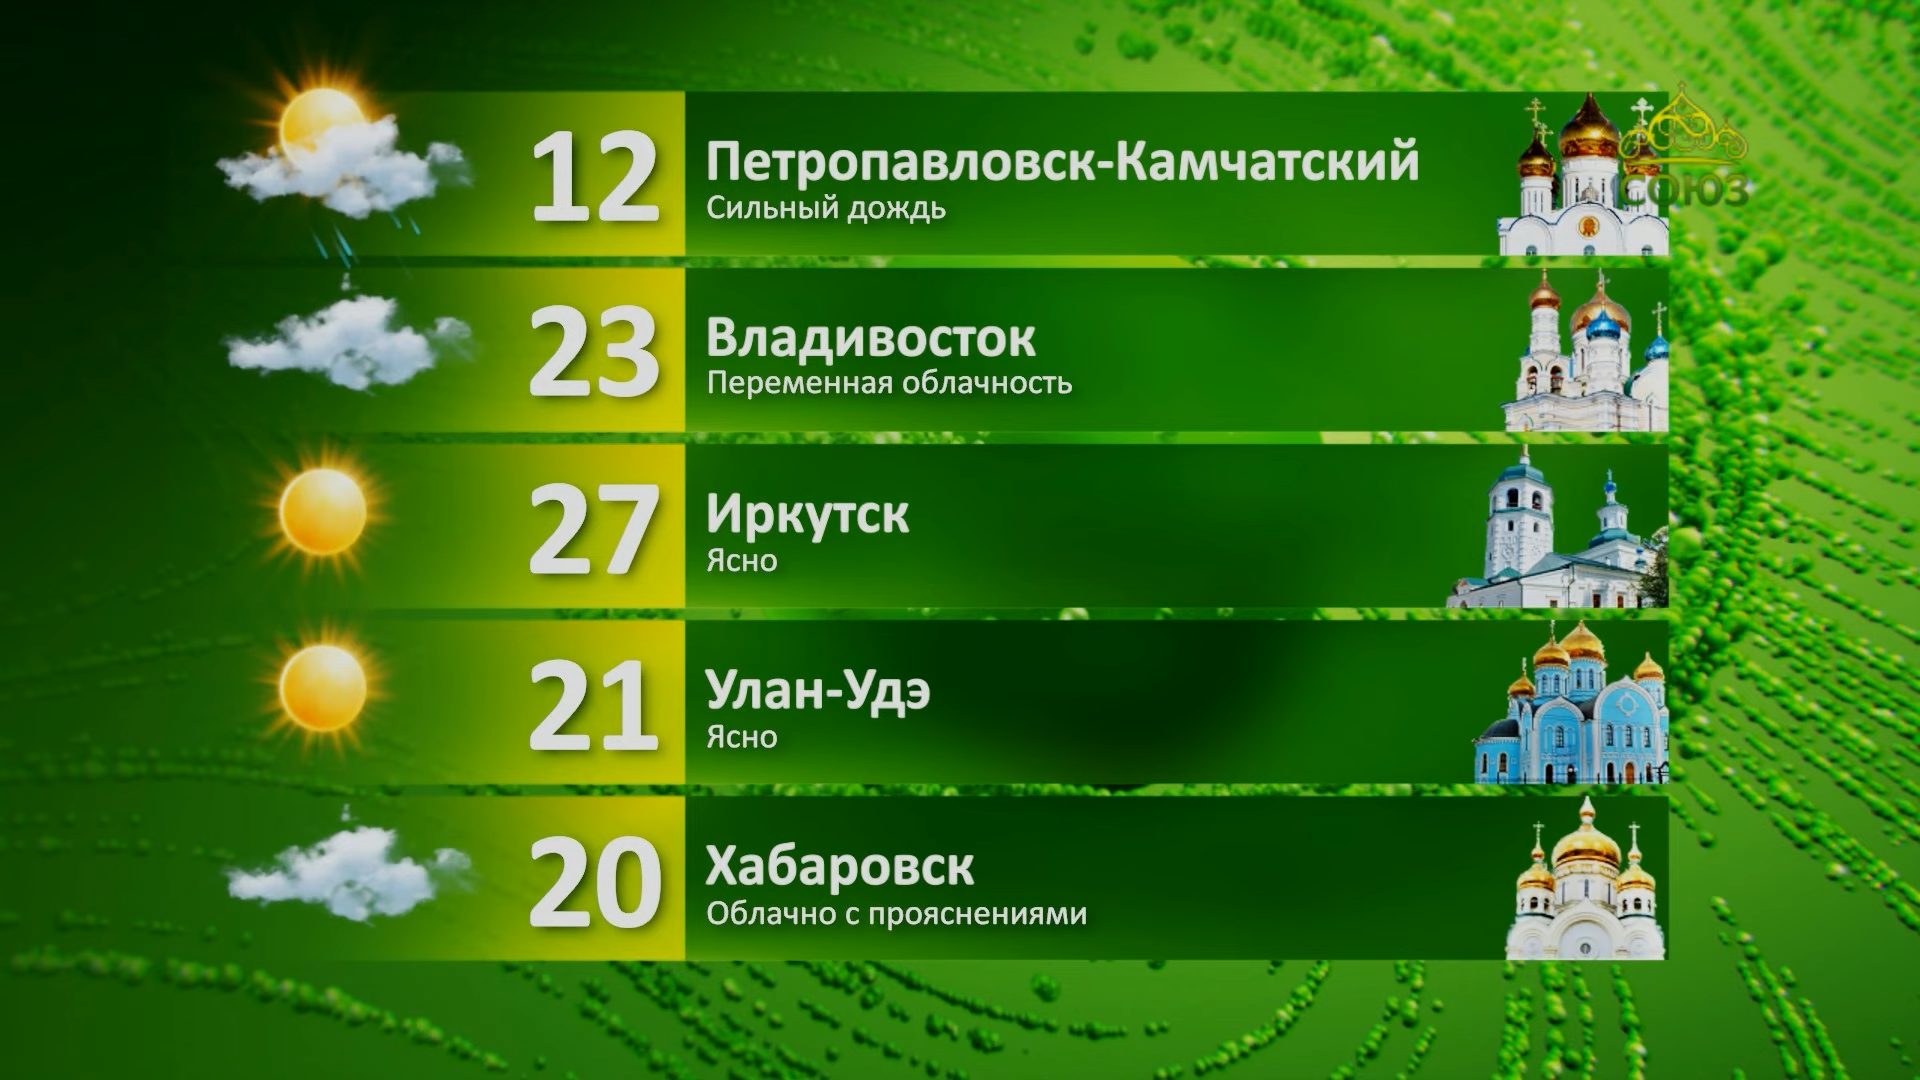 12
Петропавловск-Камчатский
Сильный дождь
СОЮЗ
23
Владивосток
Переменная облачность
27
Иркутск
Ясно
21
Улан-Удэ
Ясно
20
Хабаровск
Облачно с прояснениями